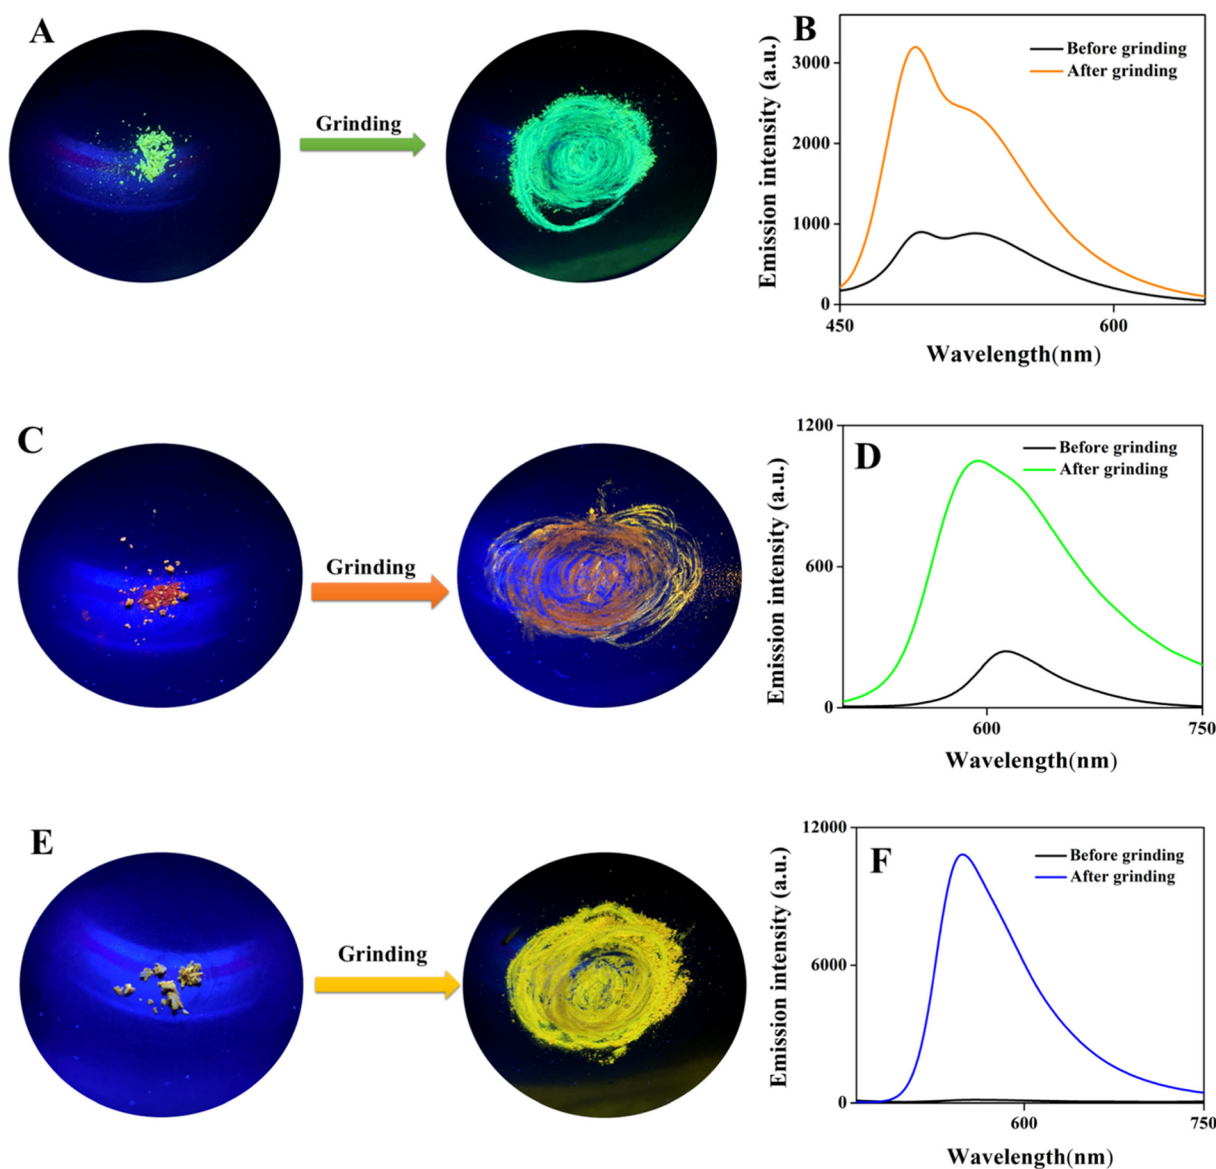 A
Grinding
B
Before grinding
After grinding
Emission intensity (a.u.)
3000
2000
1000
0
450
600
Wavelength(nm)
C
Grinding
D
Before grinding
After grinding
Emission intensity (a.u.)
1200
600
0
600
750
Wavelength(nm)
E
Grinding
F
Before grinding
After grinding
Emission intensity (a.u.)
12000
6000
0
600
750
Wavelength(nm)